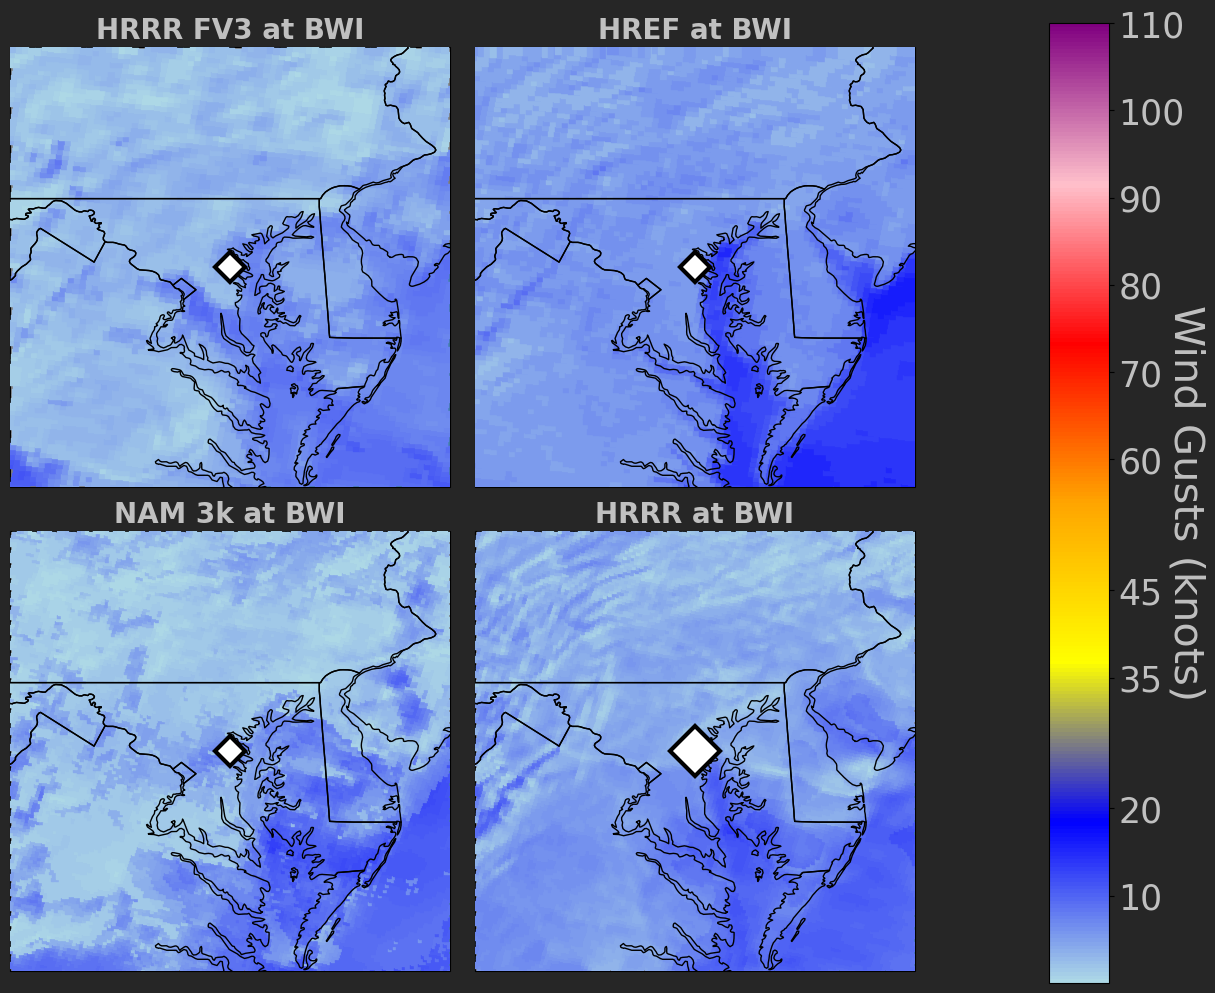 HRRR FV3 at BWI
HREF at BWI
NAM 3k at BWI
HRRR at BWI
110
100
90
80
70
60
45
35
20
10
Wind Gusts (knots)